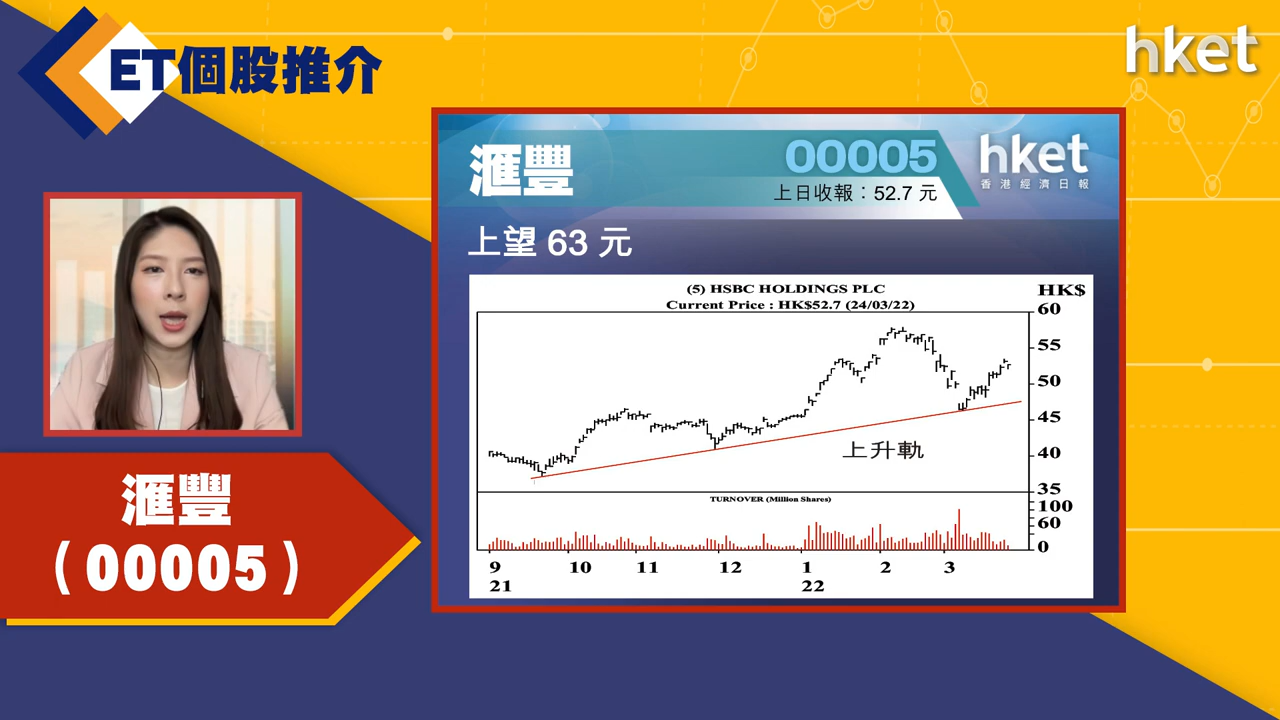 ET個股推介
hket
滙豐
00005
上日收報：52.7 元
hket
香港經濟日報
上望 63 元
(5) HSBC HOLDINGS PLC
Current Price : HK$52.7 (24/03/22)
HK$
60
55
50
45
40
35
上升軌
TURNOVER (Million Shares)
100
60
0
9 10 11 12 1 2 3
21 22
滙豐
（00005）